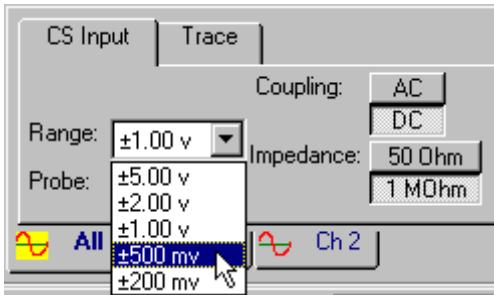 CS Input Trace
Coupling: AC
DC
Range: ±1.00 v
Impedance: 50 Ohm
1 MOhm
Probe:
±5.00 v
±2.00 v
±1.00 v
±500 mv
±200 mv
All Ch 2